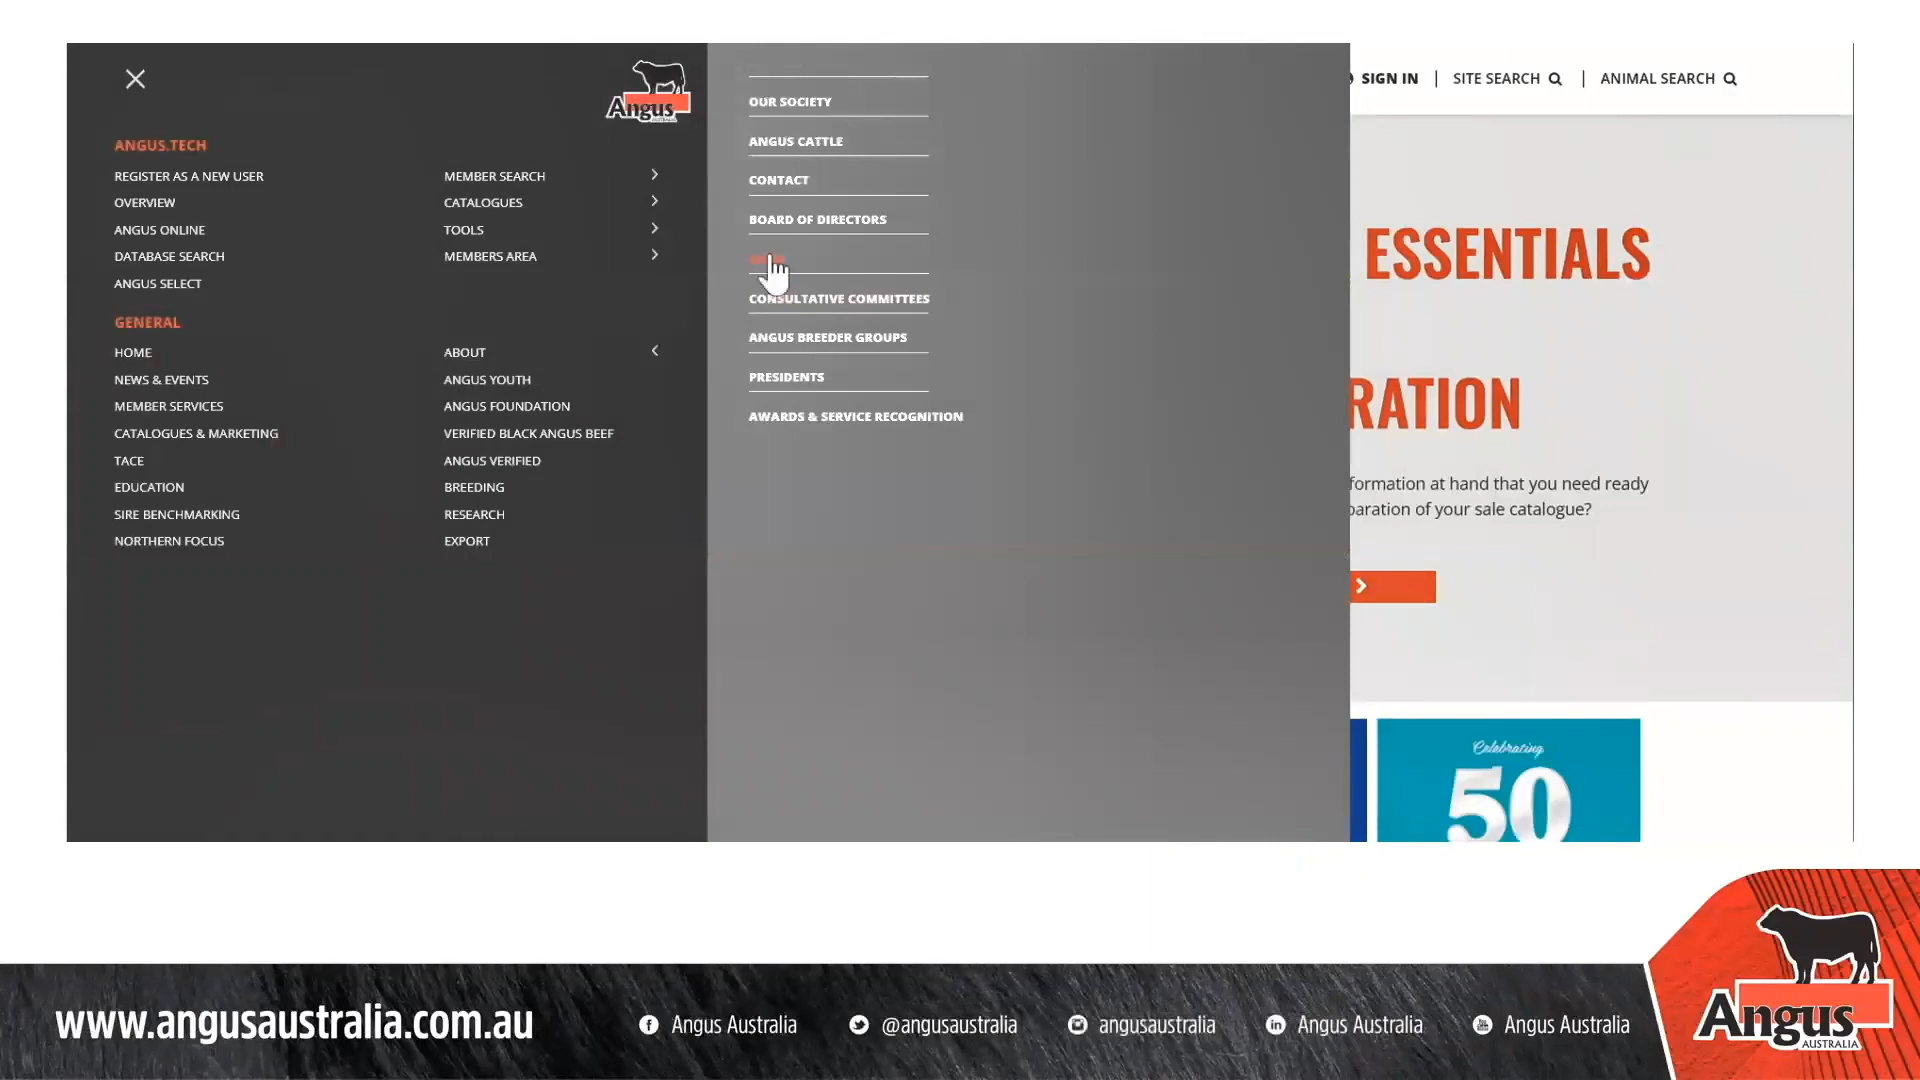 Angus
AUSTRALIA
ANGUS.TECH
REGISTER AS A NEW USER
OVERVIEW
ANGUS ONLINE
DATABASE SEARCH
ANGUS SELECT
MEMBER SEARCH
CATALOGUES
TOOLS
MEMBERS AREA
GENERAL
HOME
NEWS & EVENTS
MEMBER SERVICES
CATALOGUES & MARKETING
TACE
EDUCATION
SIRE BENCHMARKING
NORTHERN FOCUS
ABOUT
ANGUS YOUTH
ANGUS FOUNDATION
VERIFIED BLACK ANGUS BEEF
ANGUS VERIFIED
BREEDING
RESEARCH
EXPORT
OUR SOCIETY
ANGUS CATTLE
CONTACT
BOARD OF DIRECTORS
CONSULTATIVE COMMITTEES
ANGUS BREEDER GROUPS
PRESIDENTS
AWARDS & SERVICE RECOGNITION
SIGN IN | SITE SEARCH | ANIMAL SEARCH
ESSENTIALS
RATION
formation at hand that you need ready
paration of your sale catalogue?
Celebrating
50
www.angusaustralia.com.au
Angus Australia
@angusaustralia
angusaustralia
Angus Australia
Angus Australia
Angus
AUSTRALIA